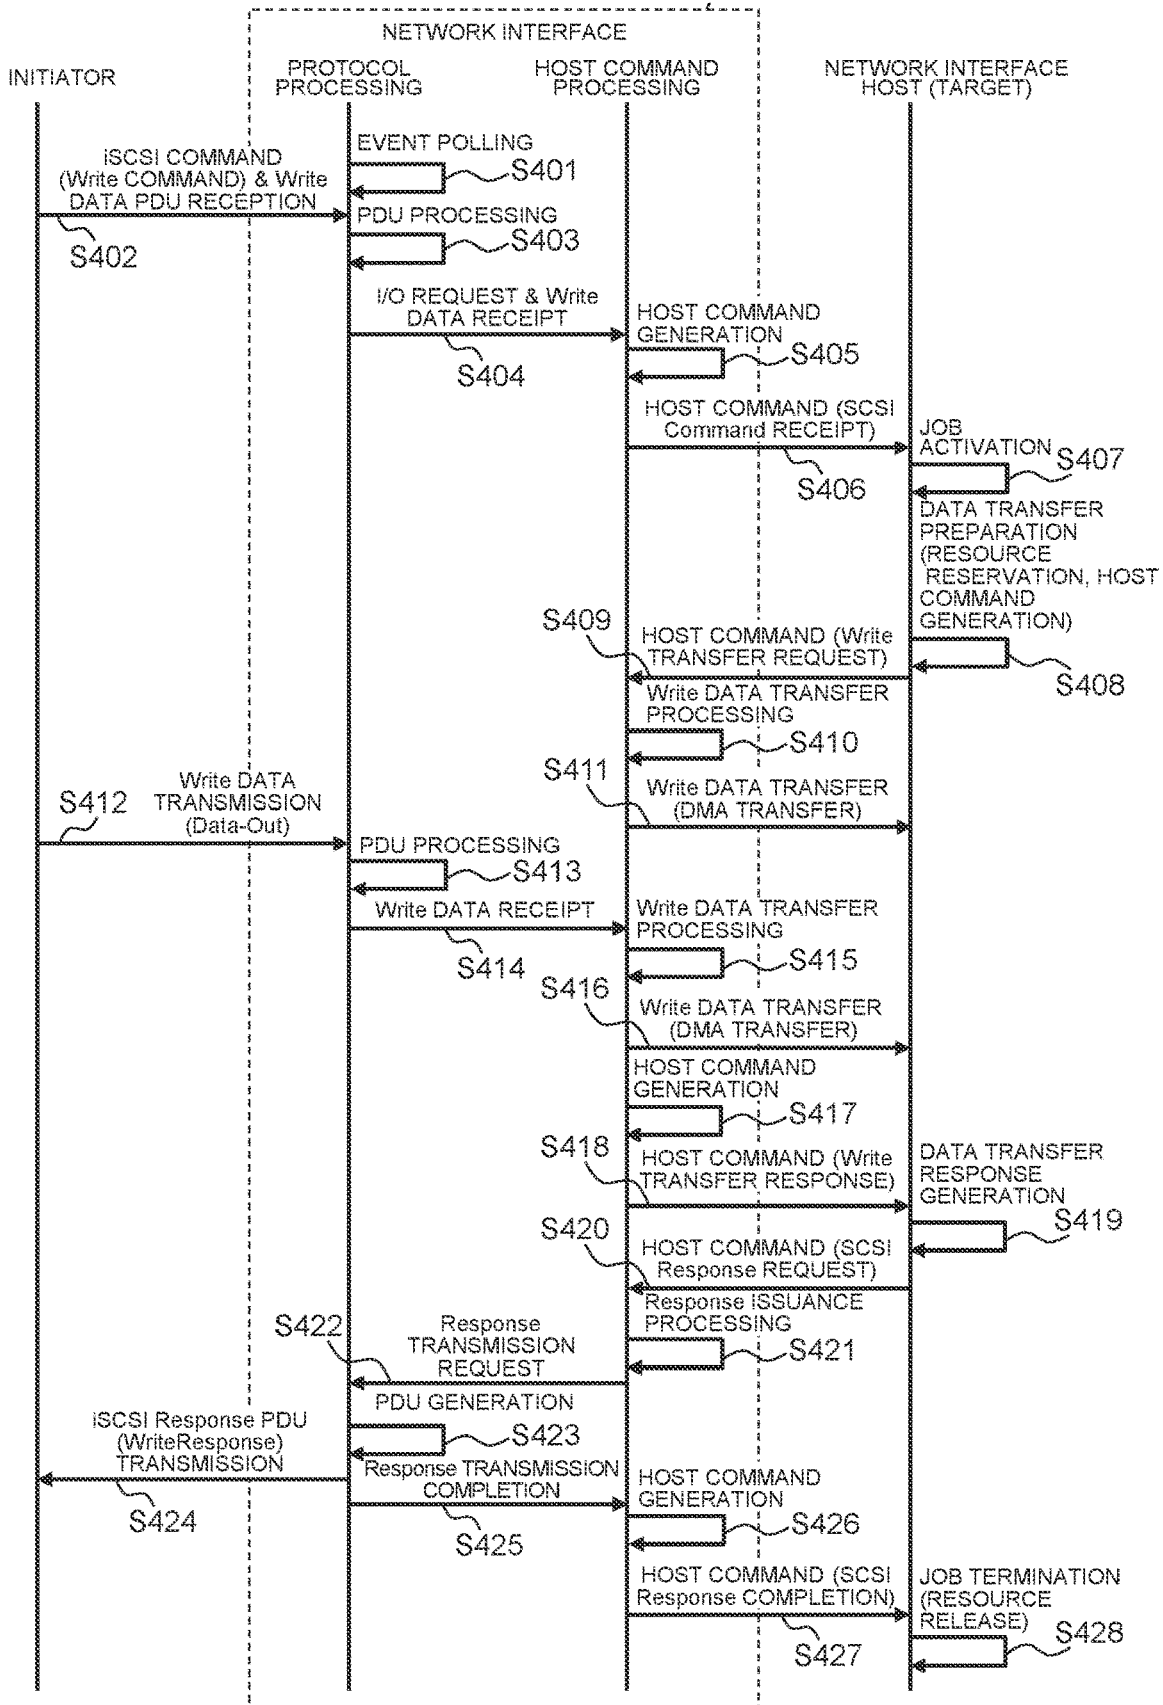 NETWORK INTERFACE
INITIATOR
PROTOCOL
PROCESSING
HOST COMMAND
PROCESSING
NETWORK INTERFACE
HOST (TARGET)
EVENT POLLING
S401
iSCSI COMMAND
(Write COMMAND) & Write
DATA PDU RECEPTION
S402
PDU PROCESSING
S403
I/O REQUEST & Write
DATA RECEIPT
S404
HOST COMMAND
GENERATION
S405
HOST COMMAND (SCSI
Command RECEIPT)
S406
JOB
ACTIVATION
S407
DATA TRANSFER
PREPARATION
(RESOURCE
RESERVATION, HOST
COMMAND
GENERATION)
S408
S409
HOST COMMAND (Write
TRANSFER REQUEST)
Write DATA TRANSFER
PROCESSING
S410
S411
Write DATA TRANSFER
(DMA TRANSFER)
S412
Write DATA
TRANSMISSION
(Data-Out)
PDU PROCESSING
S413
Write DATA RECEIPT
S414
Write DATA TRANSFER
PROCESSING
S415
S416
Write DATA TRANSFER
(DMA TRANSFER)
HOST COMMAND
GENERATION
S417
S418
HOST COMMAND (Write
TRANSFER RESPONSE)
DATA TRANSFER
RESPONSE
GENERATION
S419
S420
HOST COMMAND (SCSI
Response REQUEST)
Response ISSUANCE
PROCESSING
S421
S422
Response
TRANSMISSION
REQUEST
PDU GENERATION
S423
iSCSI Response PDU
(WriteResponse)
TRANSMISSION
S424
Response TRANSMISSION
COMPLETION
S425
HOST COMMAND
GENERATION
S426
HOST COMMAND (SCSI
Response COMPLETION)
S427
JOB TERMINATION
(RESOURCE
RELEASE)
S428